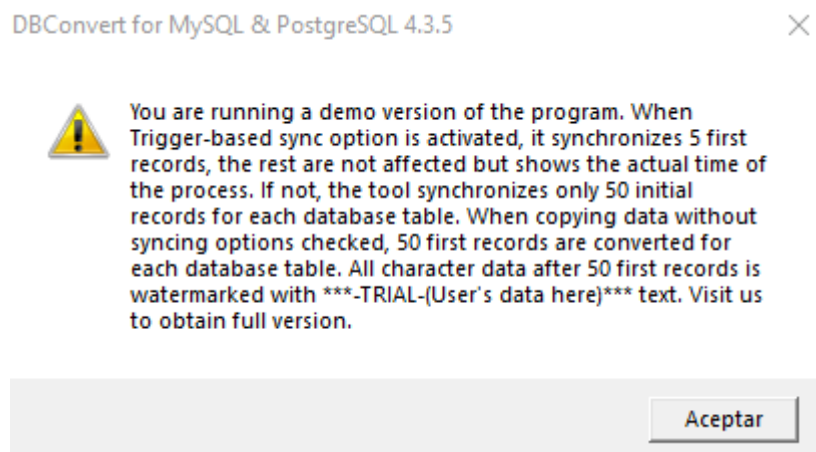 DBConvert for MySQL & PostgreSQL 4.3.5
You are running a demo version of the program. When
Trigger-based sync option is activated, it synchronizes 5 first
records, the rest are not affected but shows the actual time of
the process. If not, the tool synchronizes only 50 initial
records for each database table. When copying data without
syncing options checked, 50 first records are converted for
each database table. All character data after 50 first records is
watermarked with ***-TRIAL-(User's data here)*** text. Visit us
to obtain full version.
Aceptar